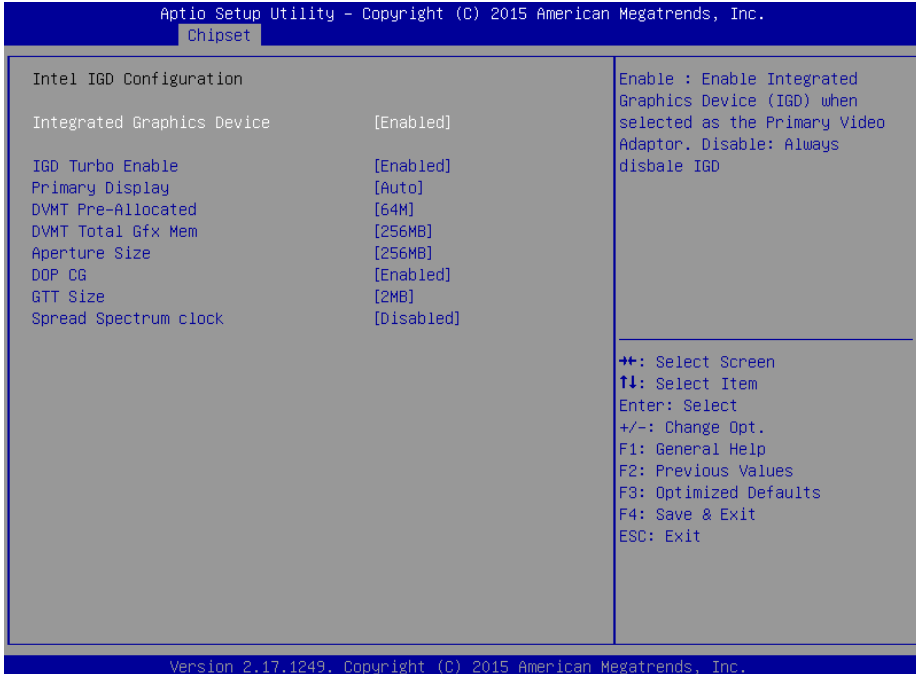 Aptio Setup Utility – Copyright (C) 2015 American Megatrends, Inc.
Chipset
Intel IGD Configuration
Integrated Graphics Device [Enabled]
IGD Turbo Enable [Enabled]
Primary Display [Auto]
DVMT Pre-Allocated [64M]
DVMT Total Gfx Mem [256MB]
Aperture Size [256MB]
DOP CG [Enabled]
GTT Size [2MB]
Spread Spectrum clock [Disabled]
Enable : Enable Integrated
Graphics Device (IGD) when
selected as the Primary Video
Adaptor. Disable: Always
disbale IGD
→←: Select Screen
↑↓: Select Item
Enter: Select
+/-: Change Opt.
F1: General Help
F2: Previous Values
F3: Optimized Defaults
F4: Save & Exit
ESC: Exit
Version 2.17.1249. Copyright (C) 2015 American Megatrends, Inc.